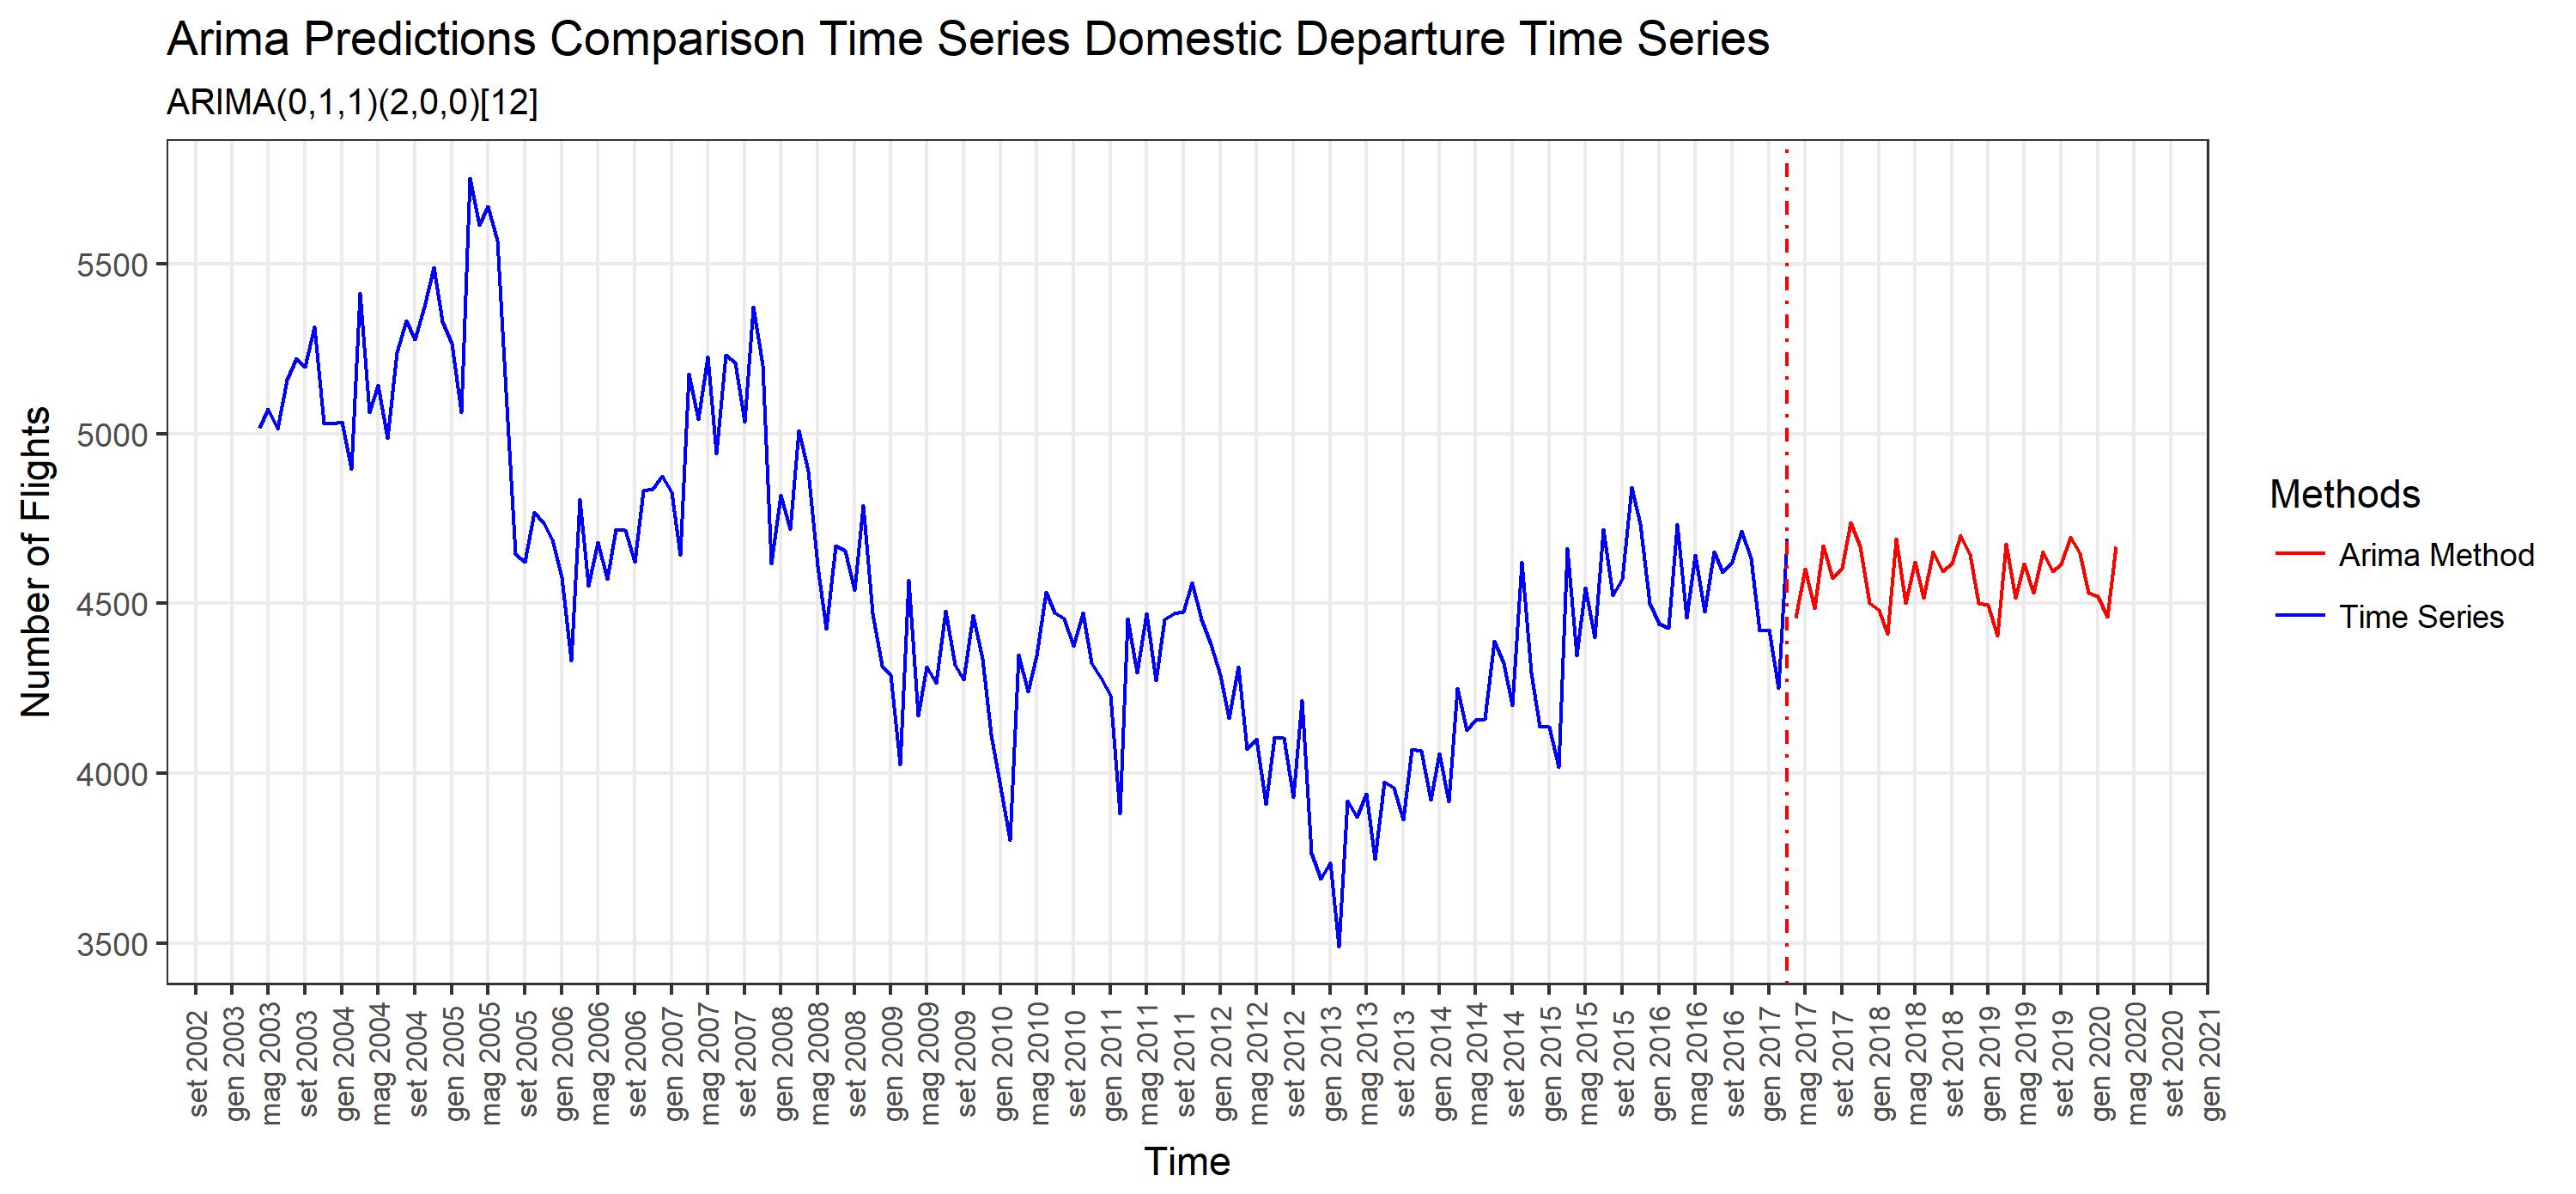 Arima Predictions Comparison Time Series Domestic Departure Time Series
ARIMA(0,1,1)(2,0,0)[12]
Number of Flights
5500
5000
4500
4000
3500
set 2002
gen 2003
mag 2003
set 2003
gen 2004
mag 2004
set 2004
gen 2005
mag 2005
set 2005
gen 2006
mag 2006
set 2006
gen 2007
mag 2007
set 2007
gen 2008
mag 2008
set 2008
gen 2009
mag 2009
set 2009
gen 2010
mag 2010
set 2010
gen 2011
mag 2011
set 2011
gen 2012
mag 2012
set 2012
gen 2013
mag 2013
set 2013
gen 2014
mag 2014
set 2014
gen 2015
mag 2015
set 2015
gen 2016
mag 2016
set 2016
gen 2017
mag 2017
set 2017
gen 2018
mag 2018
set 2018
gen 2019
mag 2019
set 2019
gen 2020
mag 2020
set 2020
gen 2021
Time
Methods
Arima Method
Time Series